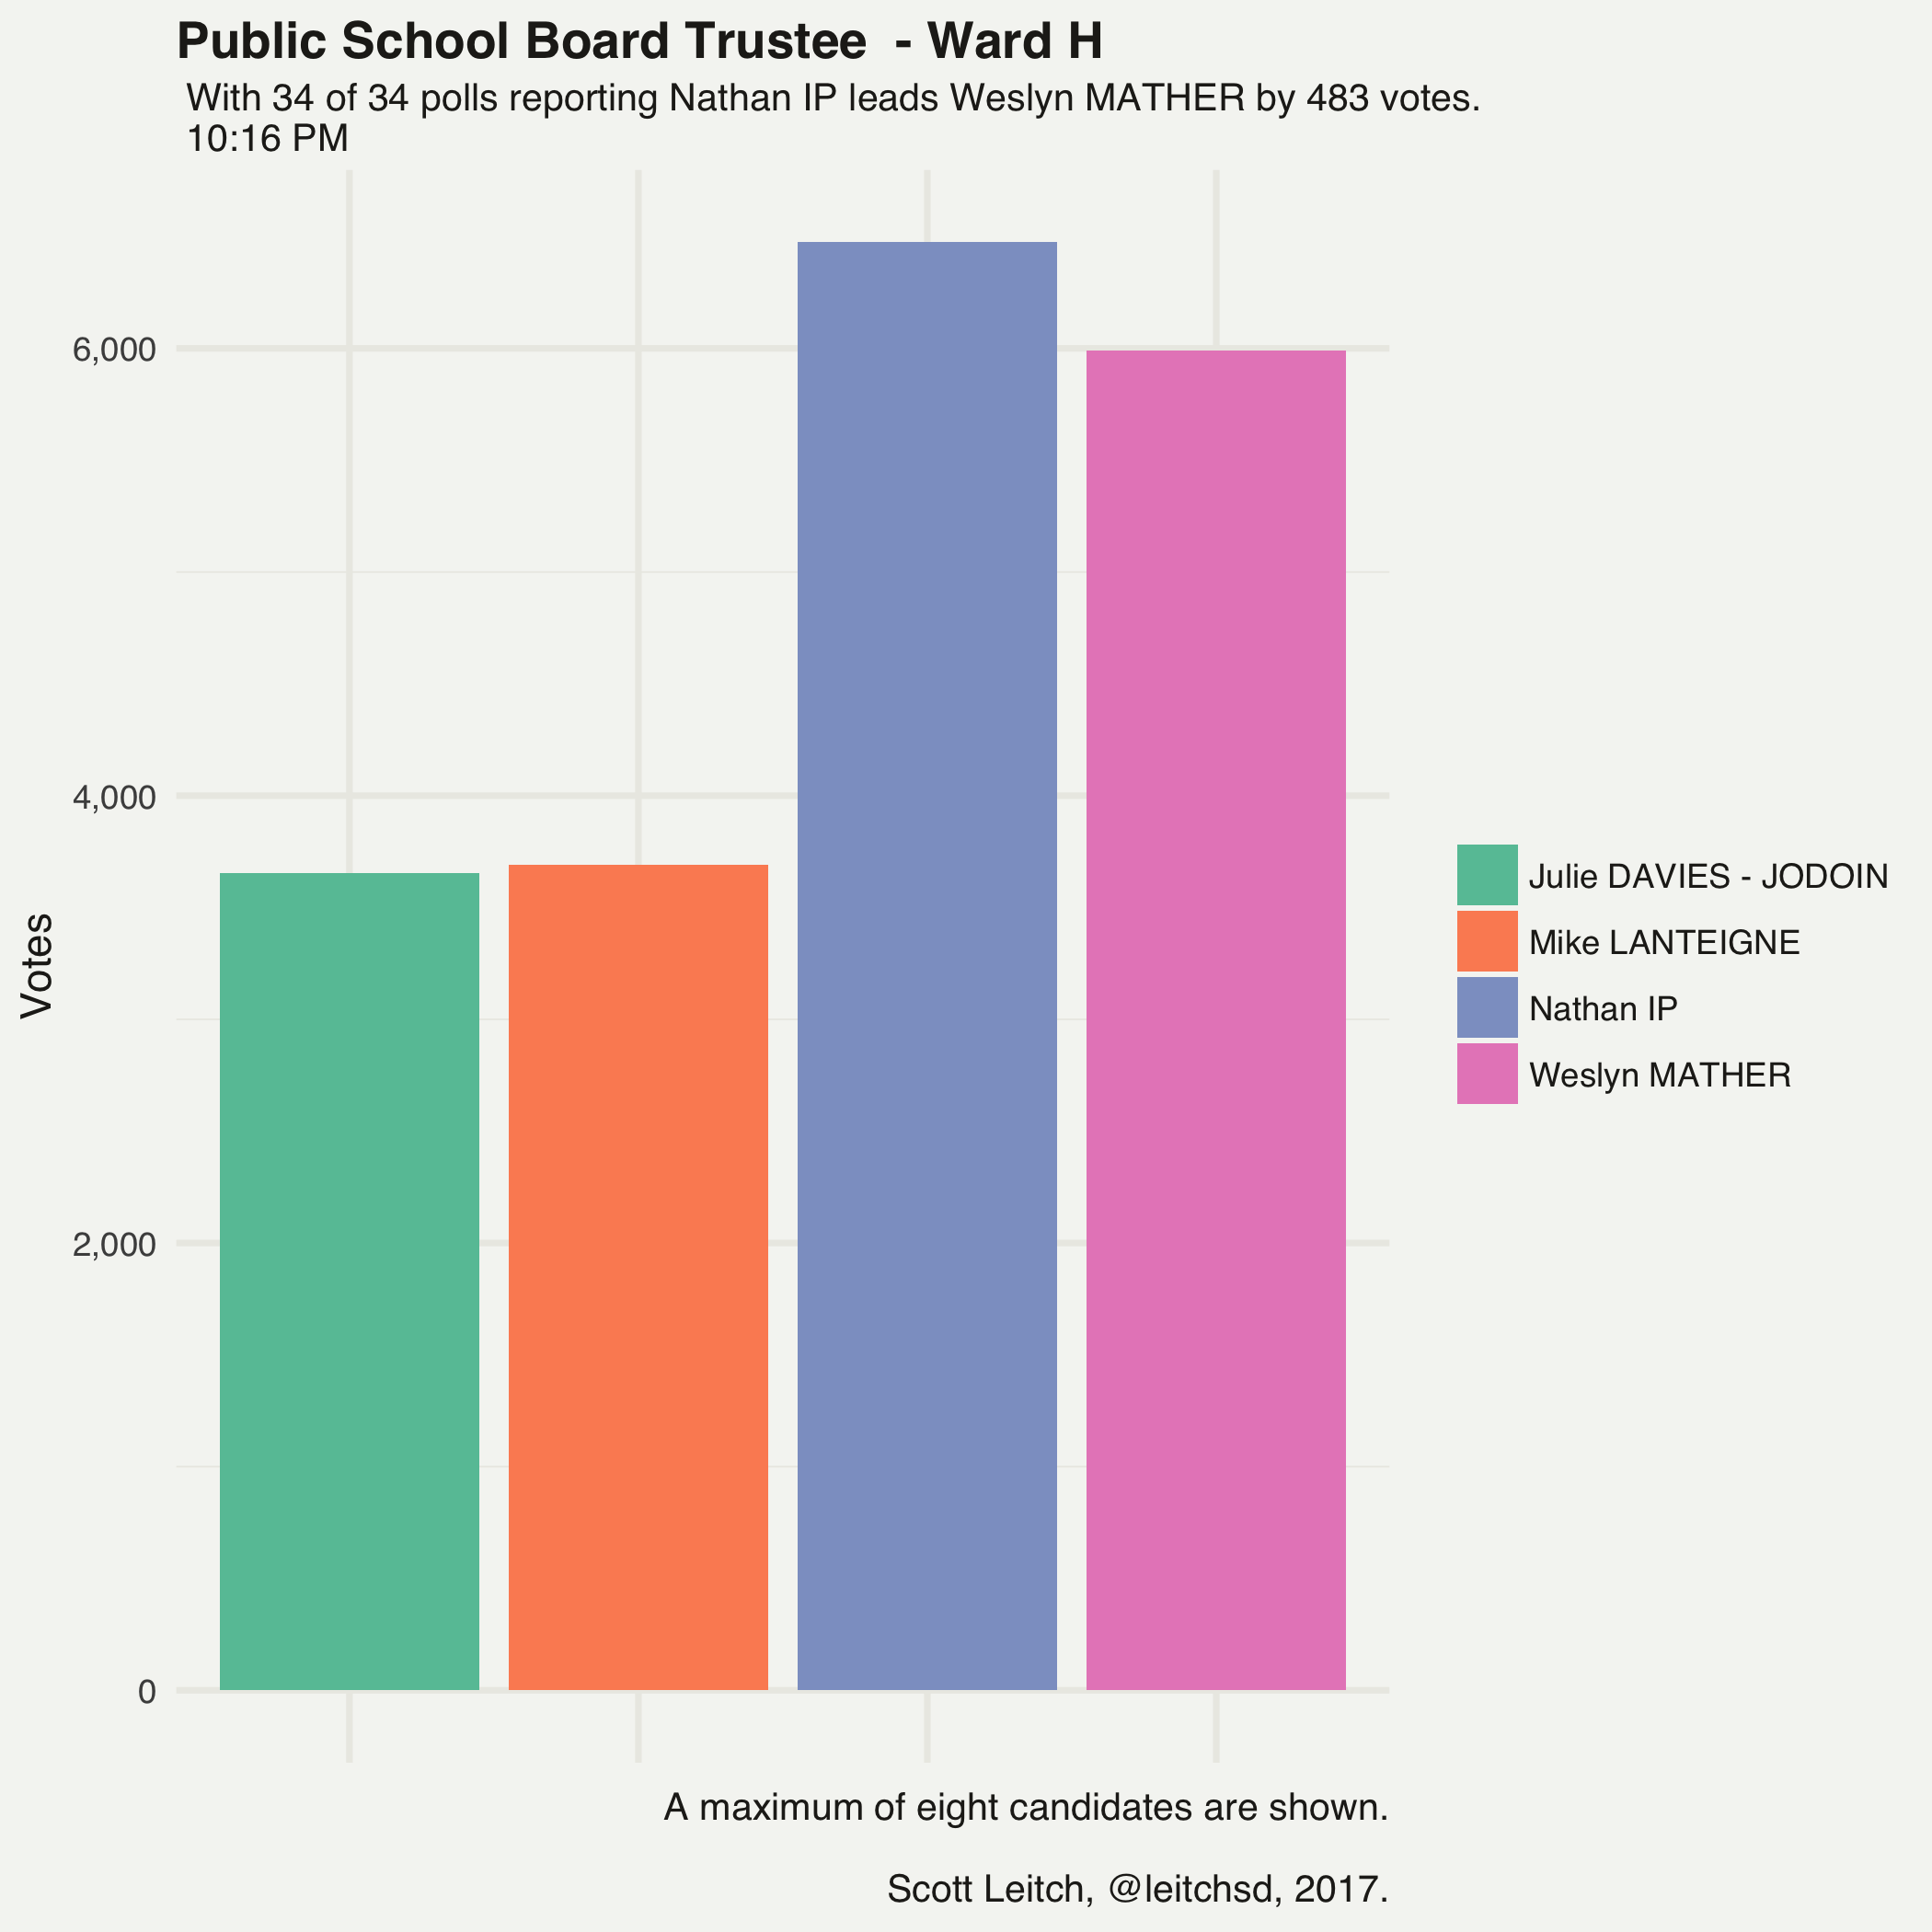 Public School Board Trustee  - Ward H
With 34 of 34 polls reporting Nathan IP leads Weslyn MATHER by 483 votes.
10:16 PM
6,000
4,000
2,000
0
Votes
Julie DAVIES - JODOIN
Mike LANTEIGNE
Nathan IP
Weslyn MATHER
A maximum of eight candidates are shown.
Scott Leitch, @leitchsd, 2017.